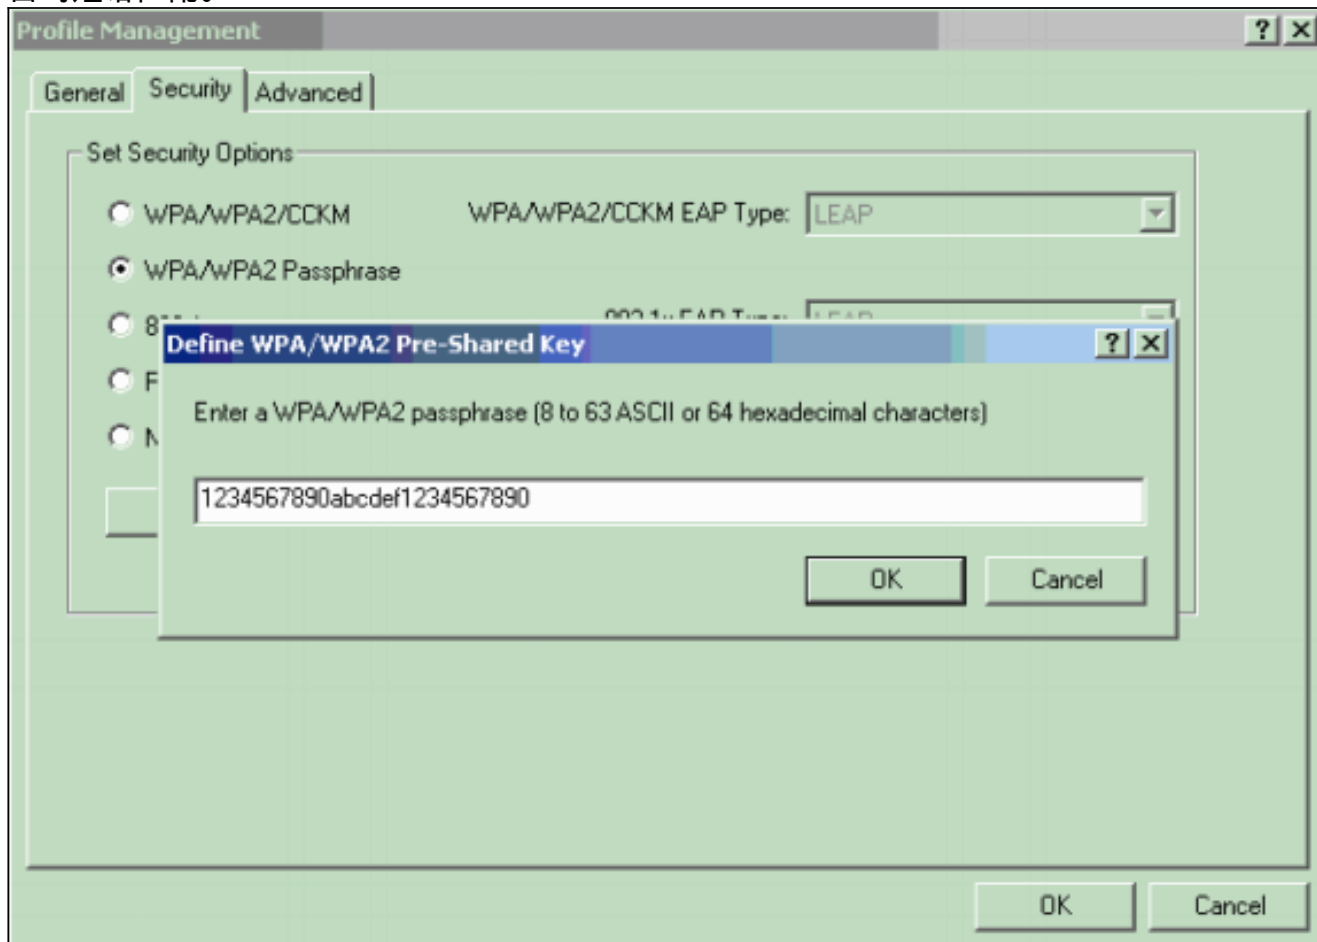 Profile Management
General Security Advanced
Set Security Options
WPA/WPA2/CCKM WPA/WPA2/CCKM EAP Type: LEAP
WPA/WPA2 Passphrase
Define WPA/WPA2 Pre-Shared Key
Enter a WPA/WPA2 passphrase (8 to 63 ASCII or 64 hexadecimal characters)
1234567890abcdef1234567890
OK Cancel
OK Cancel